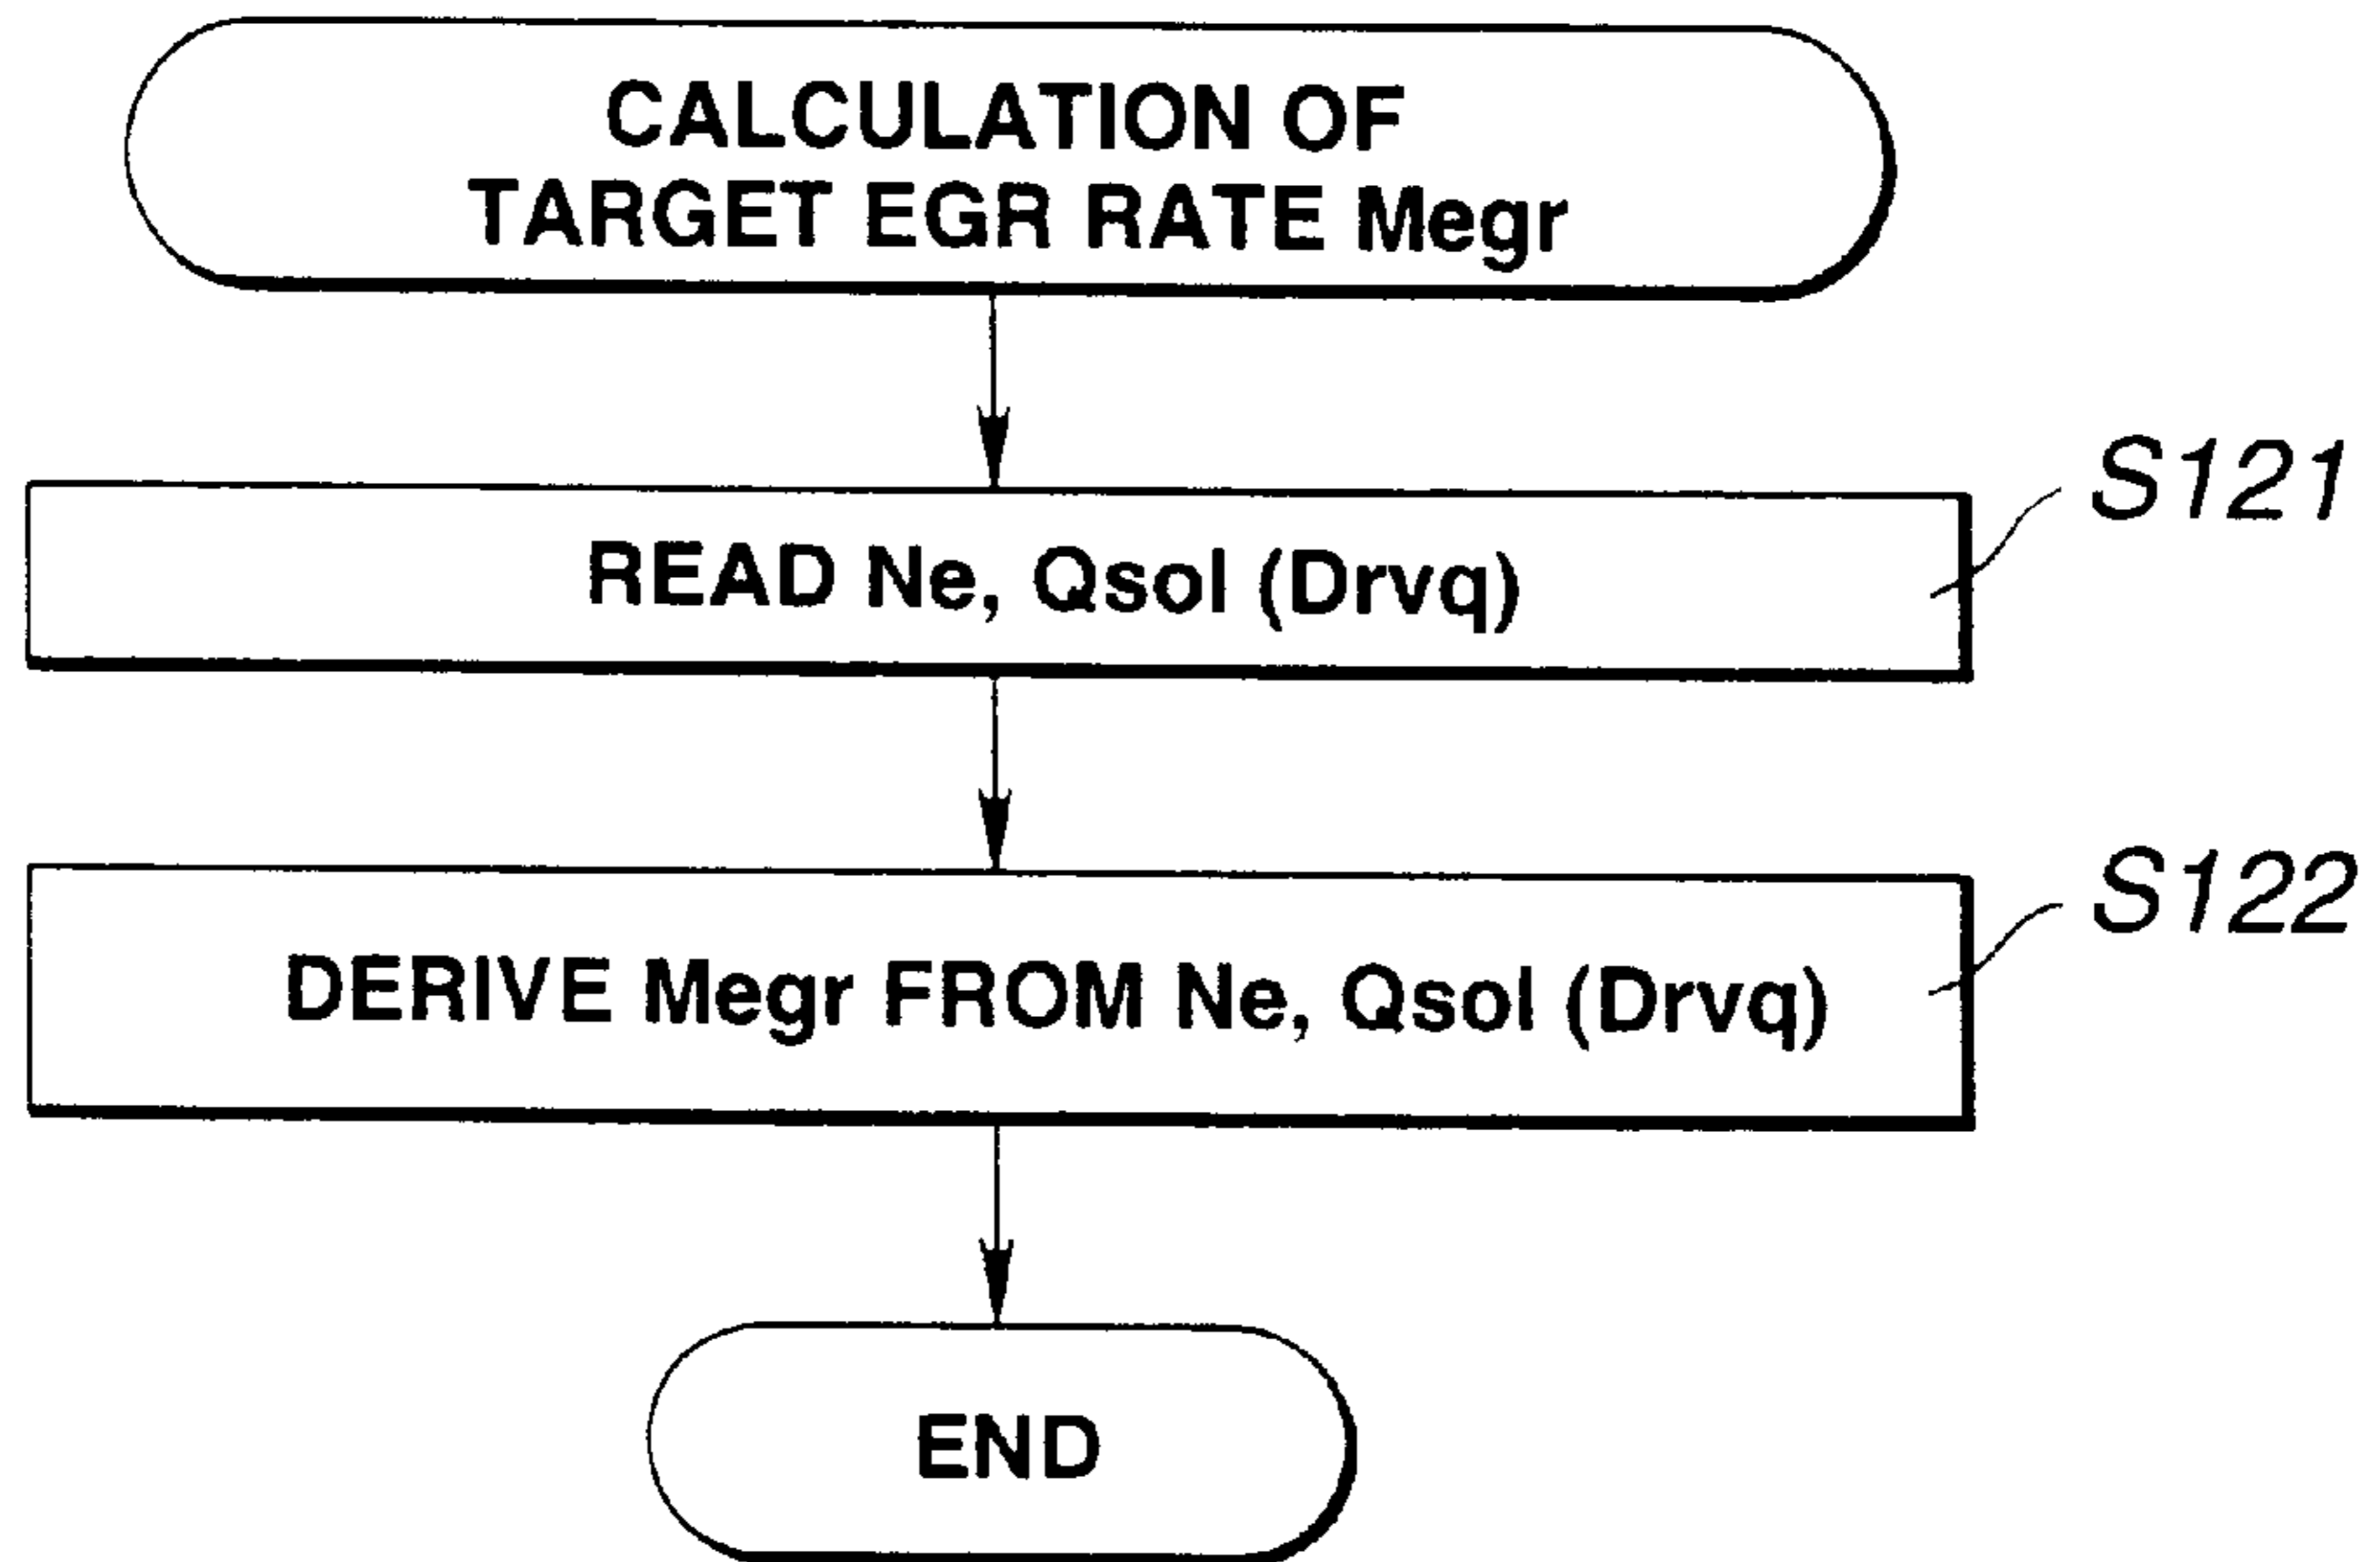 CALCULATION OF
TARGET EGR RATE Megr
S121
READ Ne, Qsol (Drvq)
S122
DERIVE Megr FROM Ne, Qsol (Drvq)
END